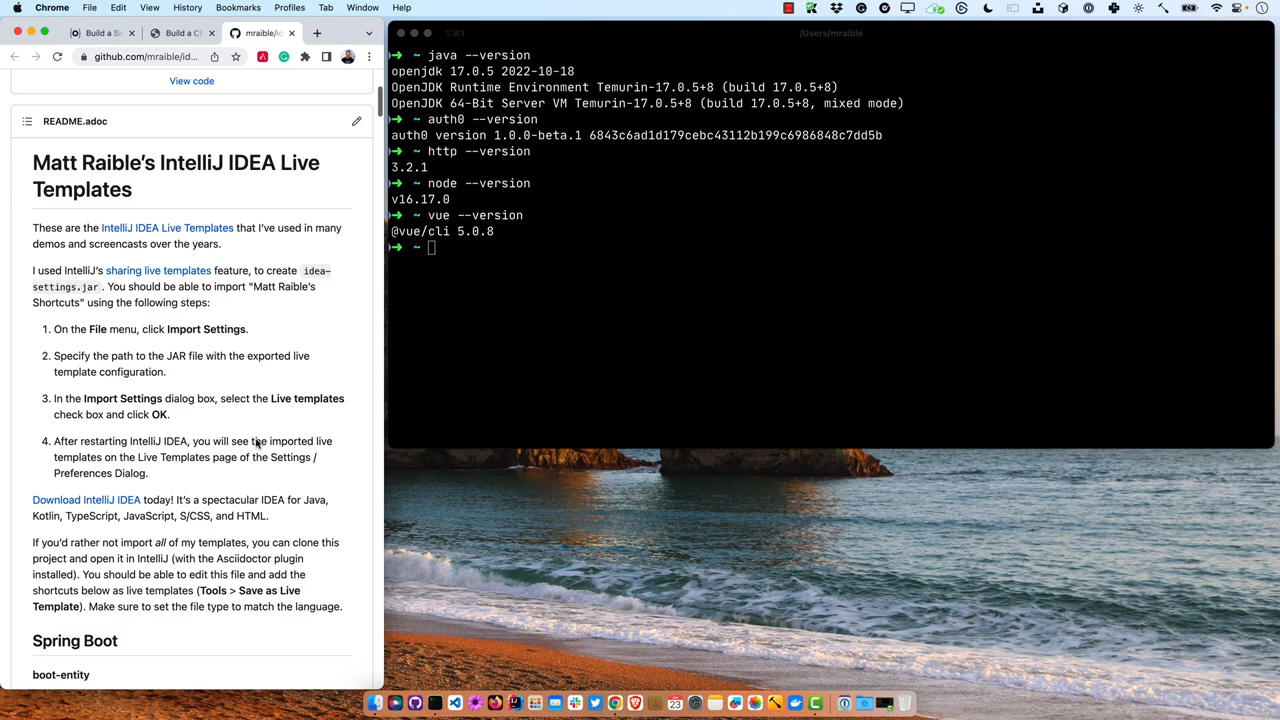 Chrome File Edit View History Bookmarks Profiles Tab Window Help
Build a Si
Build a Cl
mraible/id
github.com/mraible/id...
View code
README.adoc
Matt Raible's IntelliJ IDEA Live
Templates
These are the IntelliJ IDEA Live Templates that I've used in many
demos and screencasts over the years.
I used IntelliJ's sharing live templates feature, to create idea-
settings.jar. You should be able to import "Matt Raible's
Shortcuts" using the following steps:
1. On the File menu, click Import Settings.
2. Specify the path to the JAR file with the exported live
template configuration.
3. In the Import Settings dialog box, select the Live templates
check box and click OK.
4. After restarting IntelliJ IDEA, you will see the imported live
templates on the Live Templates page of the Settings /
Preferences Dialog.
Download IntelliJ IDEA today! It's a spectacular IDEA for Java,
Kotlin, TypeScript, JavaScript, S/CSS, and HTML.
If you'd rather not import all of my templates, you can clone this
project and open it in IntelliJ (with the Asciidoctor plugin
installed). You should be able to edit this file and add the
shortcuts below as live templates (Tools > Save as Live
Template). Make sure to set the file type to match the language.
Spring Boot
boot-entity
⌥⌘1
/Users/mraible
➜ ~ java --version
openjdk 17.0.5 2022-10-18
OpenJDK Runtime Environment Temurin-17.0.5+8 (build 17.0.5+8)
OpenJDK 64-Bit Server VM Temurin-17.0.5+8 (build 17.0.5+8, mixed mode)
➜ ~ auth0 --version
auth0 version 1.0.0-beta.1 6843c6ad1d179cebc43112b199c6986848c7dd5b
➜ ~ http --version
3.2.1
➜ ~ node --version
v16.17.0
➜ ~ vue --version
@vue/cli 5.0.8
➜ ~
23